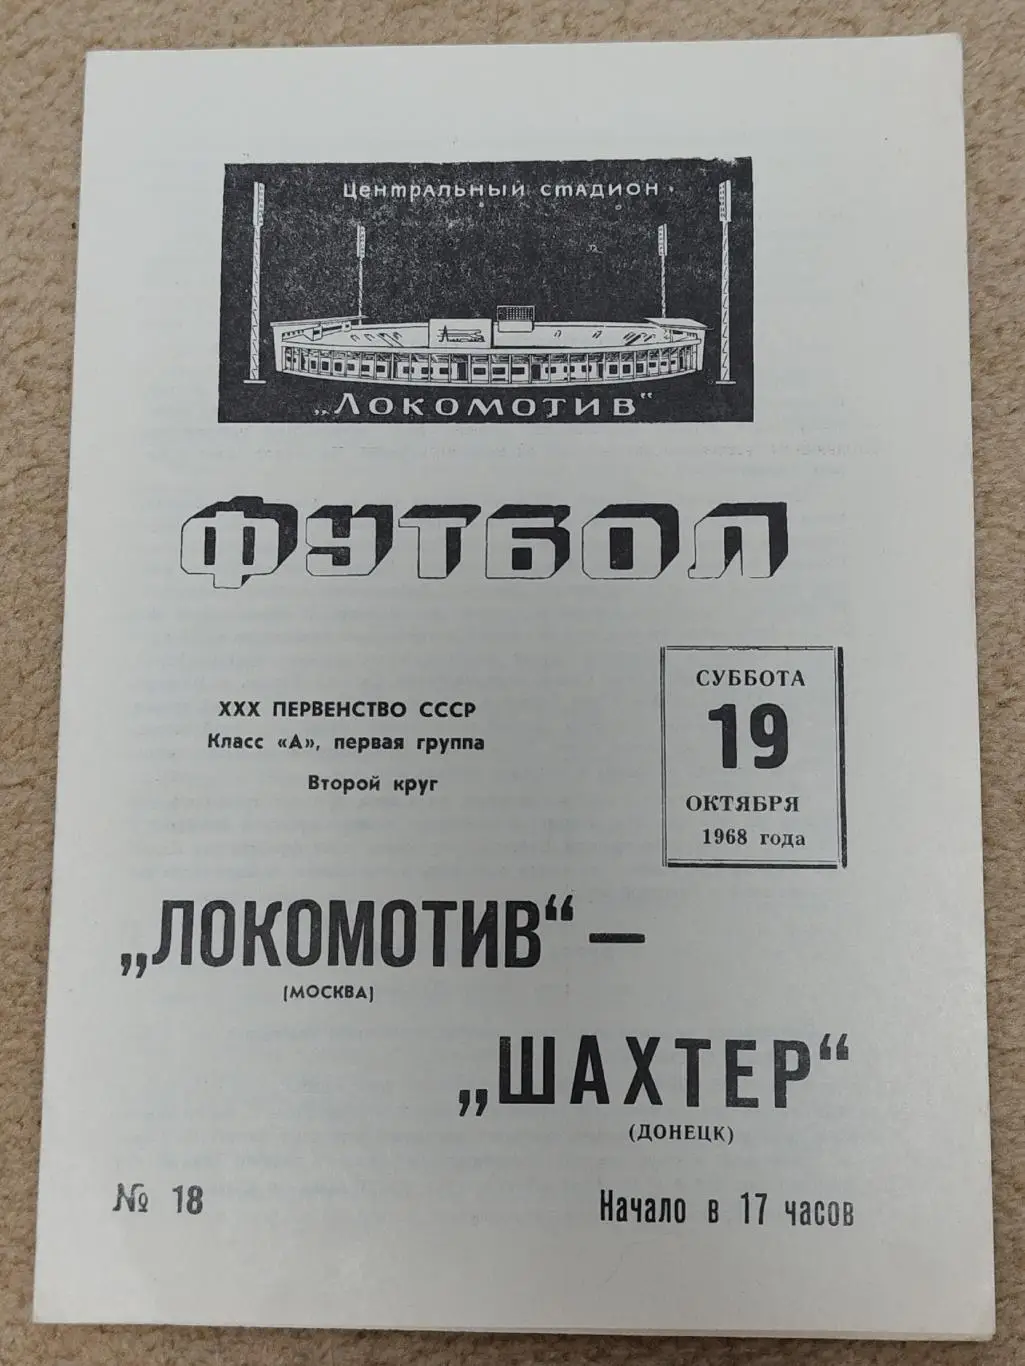 Центральный стадион
„Локомотив“
ФУТБОЛ
XXX ПЕРВЕНСТВО СССР
Класс «А», первая группа
Второй круг
СУББОТА
19
ОКТЯБРЯ
1968 года
„ЛОКОМОТИВ“ —
(МОСКВА)
„ШАХТЕР“
(ДОНЕЦК)
№ 18
Начало в 17 часов